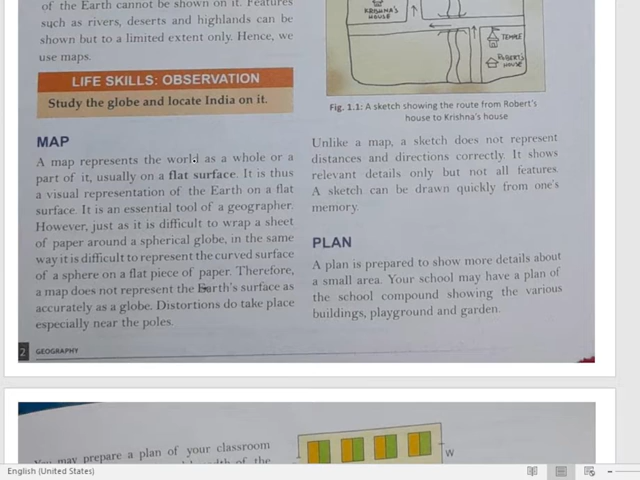 of the Earth cannot be shown on it. Features
such as rivers, deserts and highlands can be
shown but to a limited extent only. Hence, we
use maps.
LIFE SKILLS: OBSERVATION
Study the globe and locate India on it.
MAP
A map represents the world as a whole or a
part of it, usually on a flat surface. It is thus
a visual representation of the Earth on a flat
surface. It is an essential tool of a geographer.
However, just as it is difficult to wrap a sheet
of paper around a spherical globe, in the same
way it is difficult to represent the curved surface
of a sphere on a flat piece of paper. Therefore,
a map does not represent the Earth's surface as
accurately as a globe. Distortions do take place
especially near the poles.
2 GEOGRAPHY
KRISHNA'S
HOUSE
TEMPLE
ROBERT'S
HOUSE
Fig. 1.1: A sketch showing the route from Robert's
house to Krishna's house
Unlike a map, a sketch does not represent
distances and directions correctly. It shows
relevant details only but not all features.
A sketch can be drawn quickly from one's
memory.
PLAN
A plan is prepared to show more details about
a small area. Your school may have a plan of
the school compound showing the various
buildings, playground and garden.
You may prepare a plan of your classroom
of the
W
English (United States)